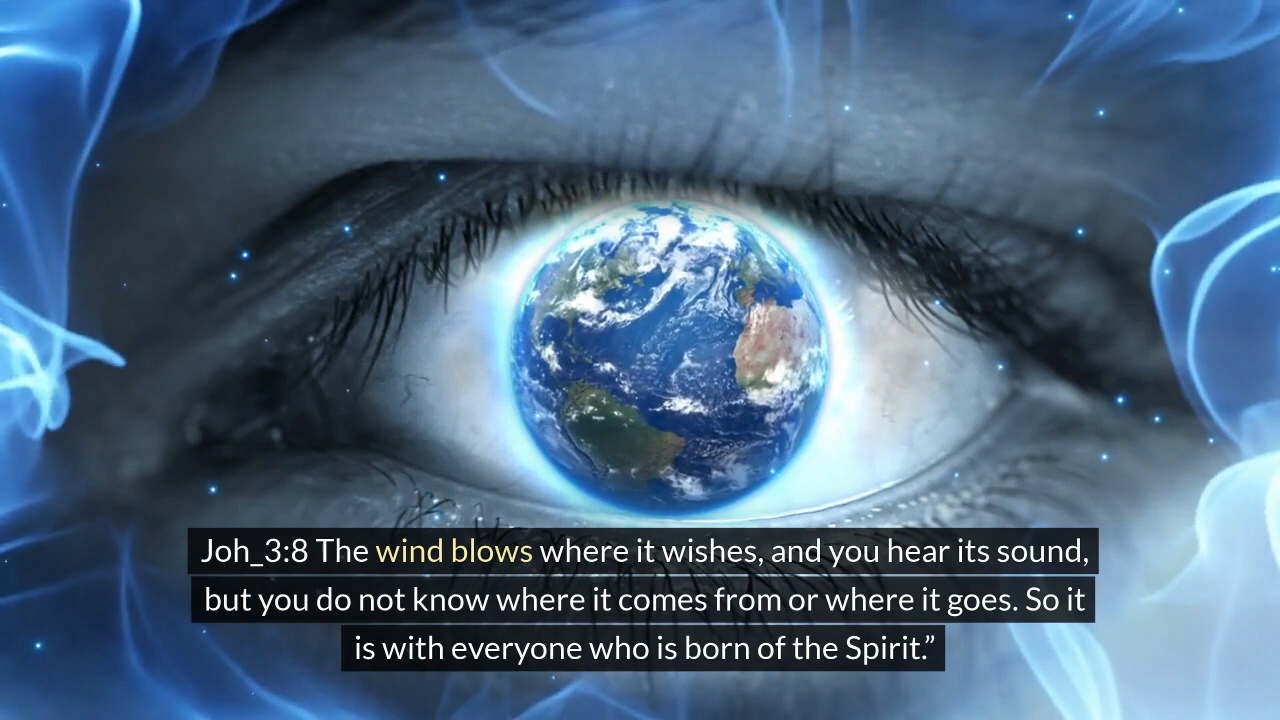 Joh_3:8 The wind blows where it wishes, and you hear its sound,
but you do not know where it comes from or where it goes. So it
is with everyone who is born of the Spirit.”